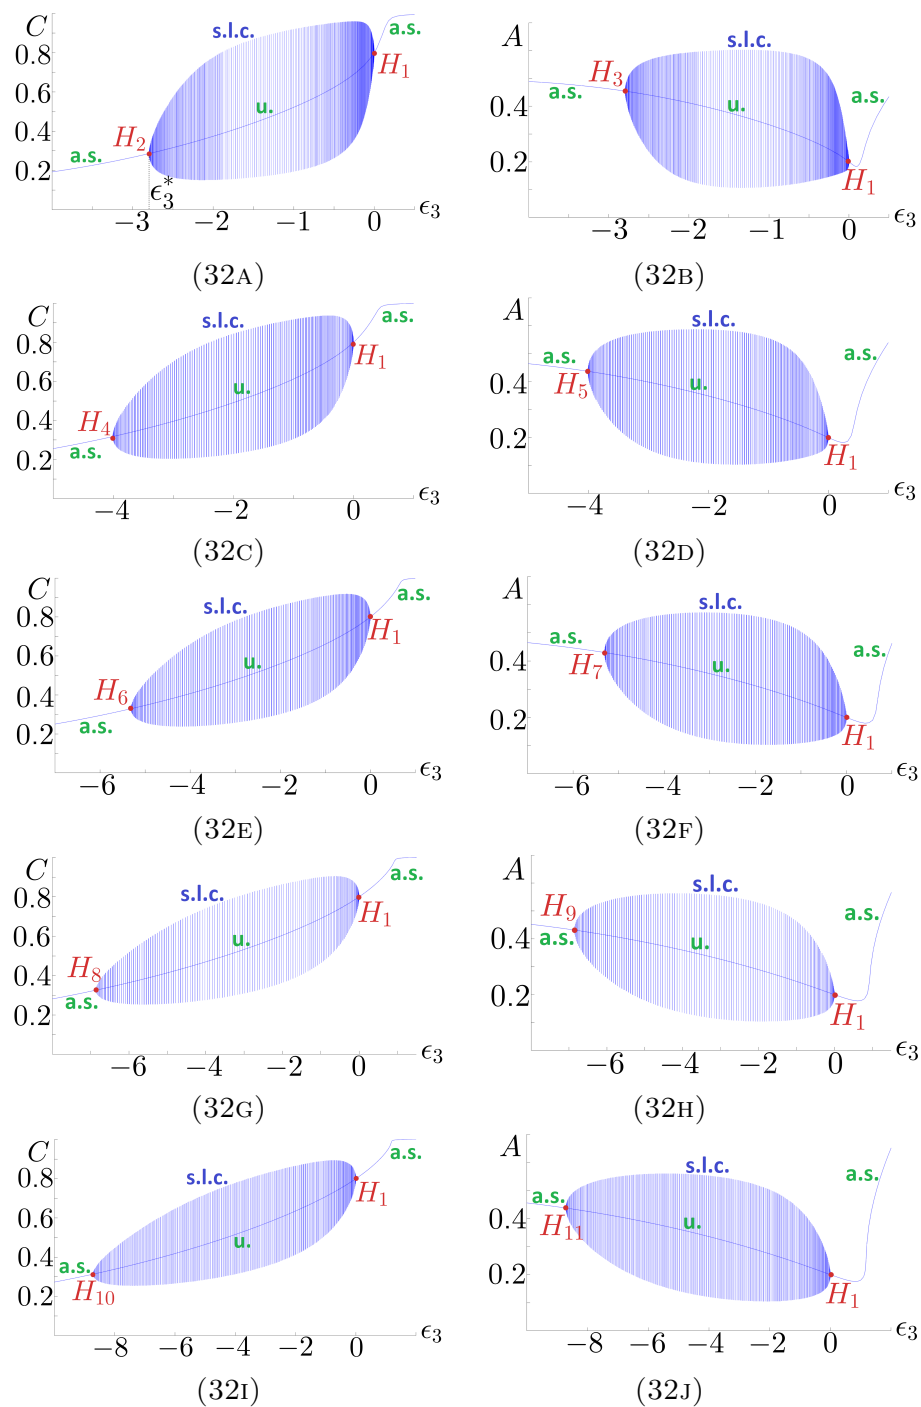 C s.l.c. a.s. A s.l.c.
0.8 H₁ H₃ a.s.
0.6 u. a.s. u.
0.4 H₂ 0.4
a.s. 0.2 ϵ₃* 0.2 H₁
−3 −2 −1 0 ϵ₃ −3 −2 −1 0 ϵ₃
(32A) (32B)
C s.l.c. a.s. A s.l.c.
0.8 H₁ a.s. a.s.
0.6 u. 0.4 H₅ u.
0.4 H₄
0.2 a.s. 0.2 H₁
−4 −2 0 ϵ₃ −4 −2 0 ϵ₃
(32C) (32D)
C s.l.c. a.s. A s.l.c.
0.8 H₁ a.s. a.s.
0.6 u. 0.4 H₇ u.
0.4 H₆
0.2 a.s. 0.2 H₁
−6 −4 −2 0 ϵ₃ −6 −4 −2 0 ϵ₃
(32E) (32F)
C s.l.c. a.s. A s.l.c.
0.8 H₁ H₉ a.s.
0.6 u. 0.4 a.s. u.
0.4 H₈
0.2 a.s. 0.2 H₁
−6 −4 −2 0 ϵ₃ −6 −4 −2 0 ϵ₃
(32G) (32H)
C s.l.c. a.s. A s.l.c.
0.8 H₁ a.s. a.s.
0.6 u. 0.4 H₁₁ u.
0.4 a.s.
0.2 H₁₀ 0.2 H₁
−8 −6 −4 −2 0 ϵ₃ −8 −6 −4 −2 0 ϵ₃
(32I) (32J)